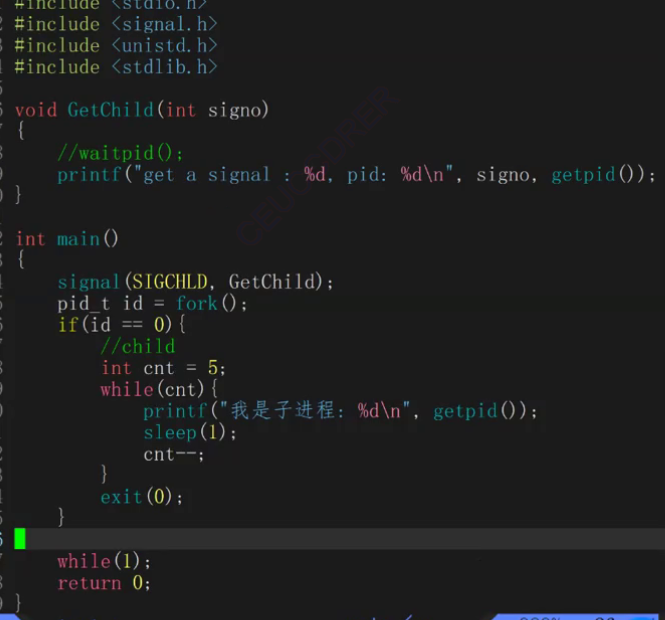 #include <stdio.h>
#include <signal.h>
#include <unistd.h>
#include <stdlib.h>
void GetChild(int signo)
{
//waitpid();
printf("get a signal : %d, pid: %d\n", signo, getpid());
}
int main()
{
signal(SIGCHLD, GetChild);
pid_t id = fork();
if(id == 0){
//child
int cnt = 5;
while(cnt){
printf("我是子进程: %d\n", getpid());
sleep(1);
cnt--;
}
exit(0);
}
while(1);
return 0;
}